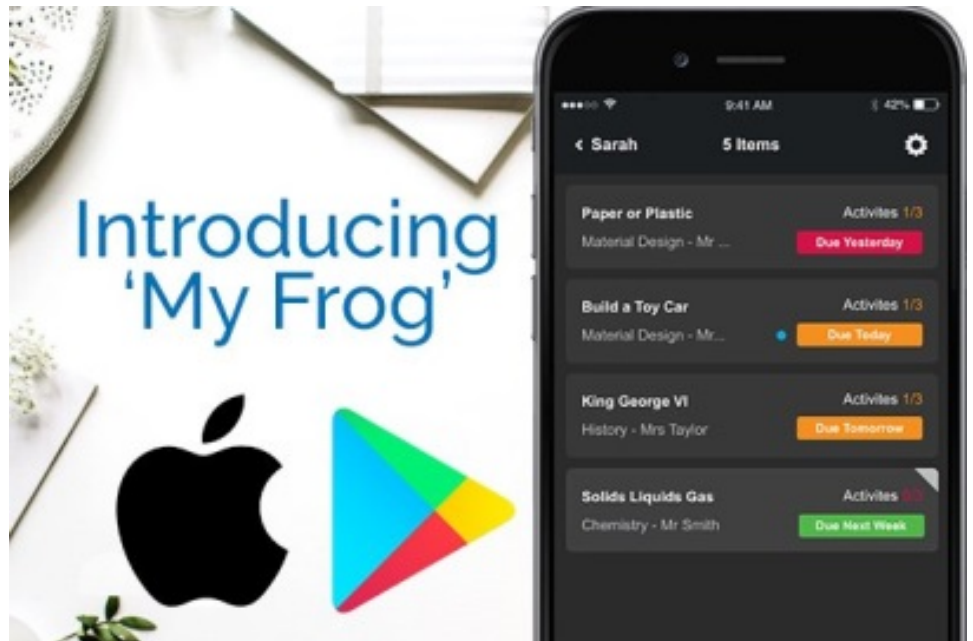 Introducing
‘My Frog’
9:41 AM
42%
< Sarah
5 Items
Paper or Plastic
Activites 1/3
Material Design - Mr ...
Due Yesterday
Build a Toy Car
Activites 1/3
Material Design - Mr...
Due Today
King George VI
Activites 1/3
History - Mrs Taylor
Due Tomorrow
Solids Liquids Gas
Activites
Chemistry - Mr Smith
Due Next Week